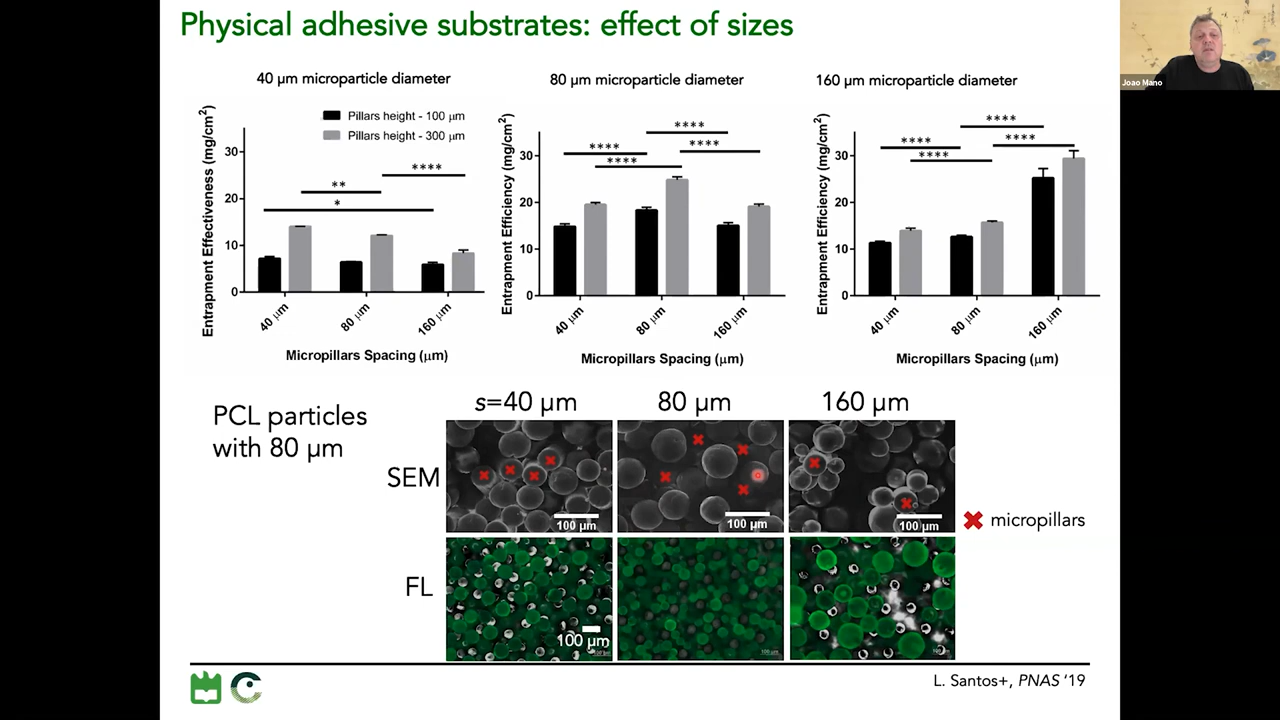 Physical adhesive substrates: effect of sizes
Joao Mano
40 µm microparticle diameter
Pillars height - 100 µm
Pillars height - 300 µm
Entrapment Effectiveness (mg/cm²)
30
20
10
0
*
**
****
40 µm
80 µm
160 µm
Micropillars Spacing (µm)
80 µm microparticle diameter
Entrapment Efficiency (mg/cm²)
30
20
10
0
****
****
****
****
40 µm
80 µm
160 µm
Micropillars Spacing (µm)
160 µm microparticle diameter
Entrapment Efficiency (mg/cm²)
30
20
10
0
****
****
****
****
40 µm
80 µm
160 µm
Micropillars Spacing (µm)
PCL particles
with 80 µm
s=40 µm
80 µm
160 µm
SEM
100 µm
100 µm
100 µm
micropillars
FL
100 µm
100 µm
100 µm
L. Santos+, PNAS '19